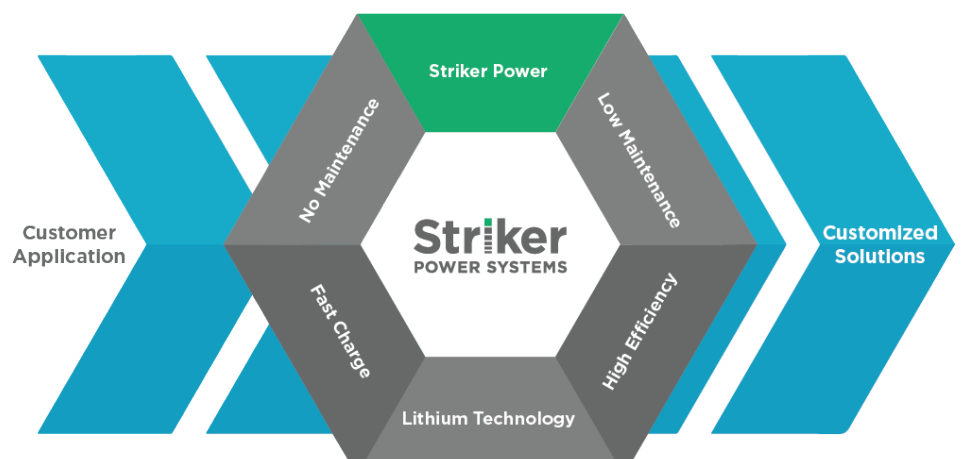 Striker Power
No Maintenance
Low Maintenance
Customer
Application
Striker
POWER SYSTEMS
Customized
Solutions
Fast Charge
High Efficiency
Lithium Technology